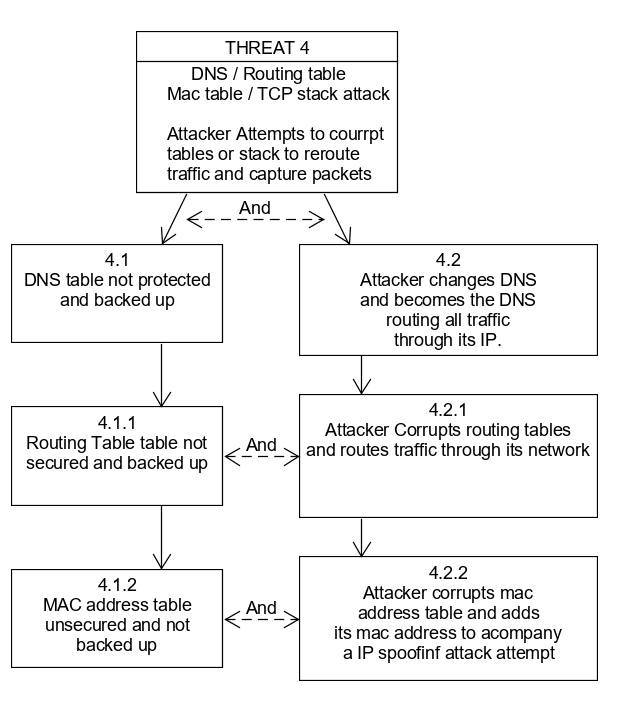 THREAT 4
DNS / Routing table
Mac table / TCP stack attack
Attacker Attempts to courrpt
tables or stack to reroute
traffic and capture packets
And
4.1
DNS table not protected
and backed up
4.2
Attacker changes DNS
and becomes the DNS
routing all traffic
through its IP.
4.1.1
Routing Table table not
secured and backed up
And
4.2.1
Attacker Corrupts routing tables
and routes traffic through its network
4.1.2
MAC address table
unsecured and not
backed up
And
4.2.2
Attacker corrupts mac
address table and adds
its mac address to acompany
a IP spoofinf attack attempt